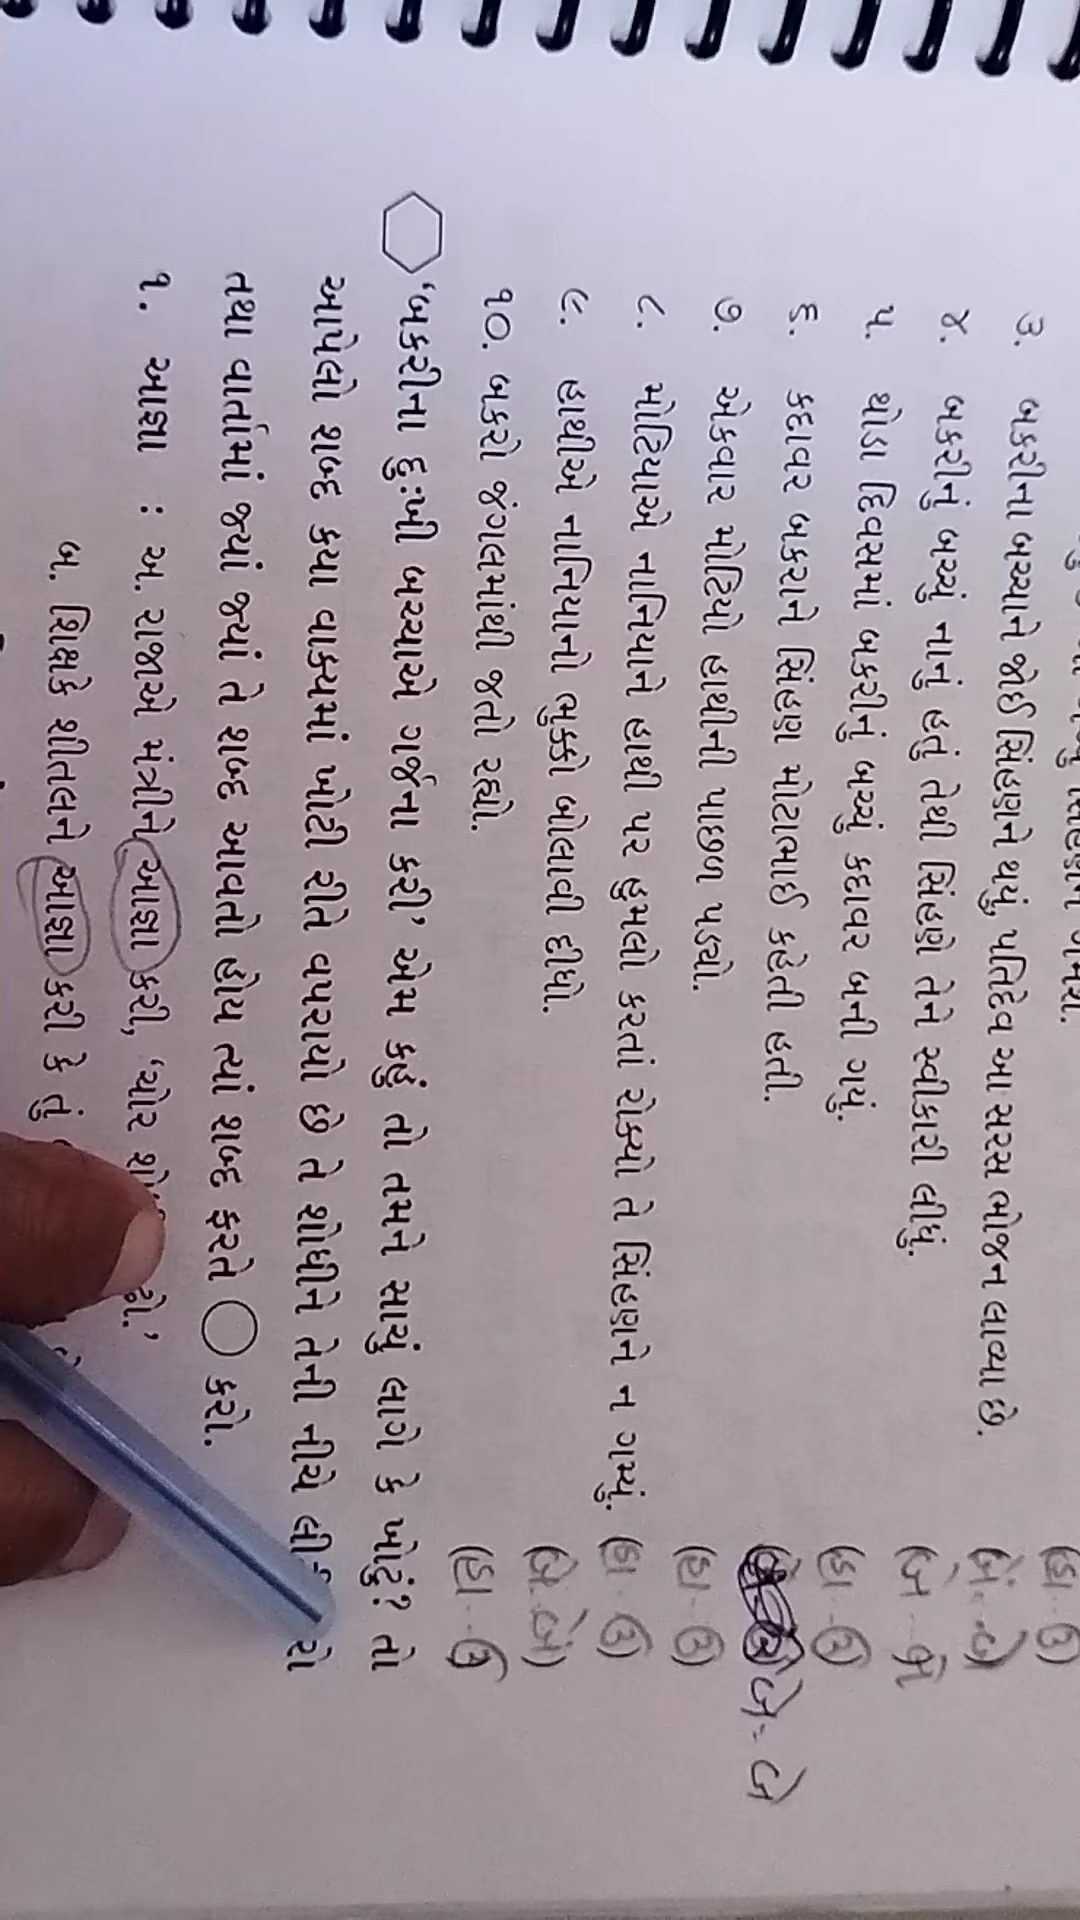 ૩. બકરીના બચ્ચાને જોઈ સિંહણને થયું પતિદેવ આ સરસ ભોજન લાવ્યા છે.
૪. બકરીનું બચ્ચું નાનું હતું તેથી સિંહણે તેને સ્વીકારી લીધું.
૫. થોડા દિવસમાં બકરીનું બચ્ચું કદાવર બની ગયું.
૬. કદાવર બકરાને સિંહણ મોટાભાઈ કહેતી હતી.
૭. એકવાર મોટિયો હાથીની પાછળ પડ્યો.
૮. મોટિયાએ નાનિયાને હાથી પર હુમલો કરતાં રોક્યો તે સિંહણને ન ગમ્યું.
૯. હાથીએ નાનિયાનો ભુક્કો બોલાવી દીધો.
૧૦. બકરો જંગલમાંથી જતો રહ્યો.
'બકરીના દુઃખી બચ્ચાએ ગર્જના કરી' એમ કહું તો તમને સાચું લાગે કે ખોટું? તો
આપેલો શબ્દ ક્યા વાક્યમાં ખોટી રીતે વપરાયો છે તે શોધીને તેની નીચે
તથા વાર્તામાં જ્યાં જ્યાં તે શબ્દ આવતો હોય ત્યાં શબ્દ ફરતે કરો.
૧. આજ્ઞા : અ. રાજાએ મંત્રીને આજ્ઞા કરી, 'ચોર
બ. શિક્ષકે શીતલને આજ્ઞા કરી કે તું